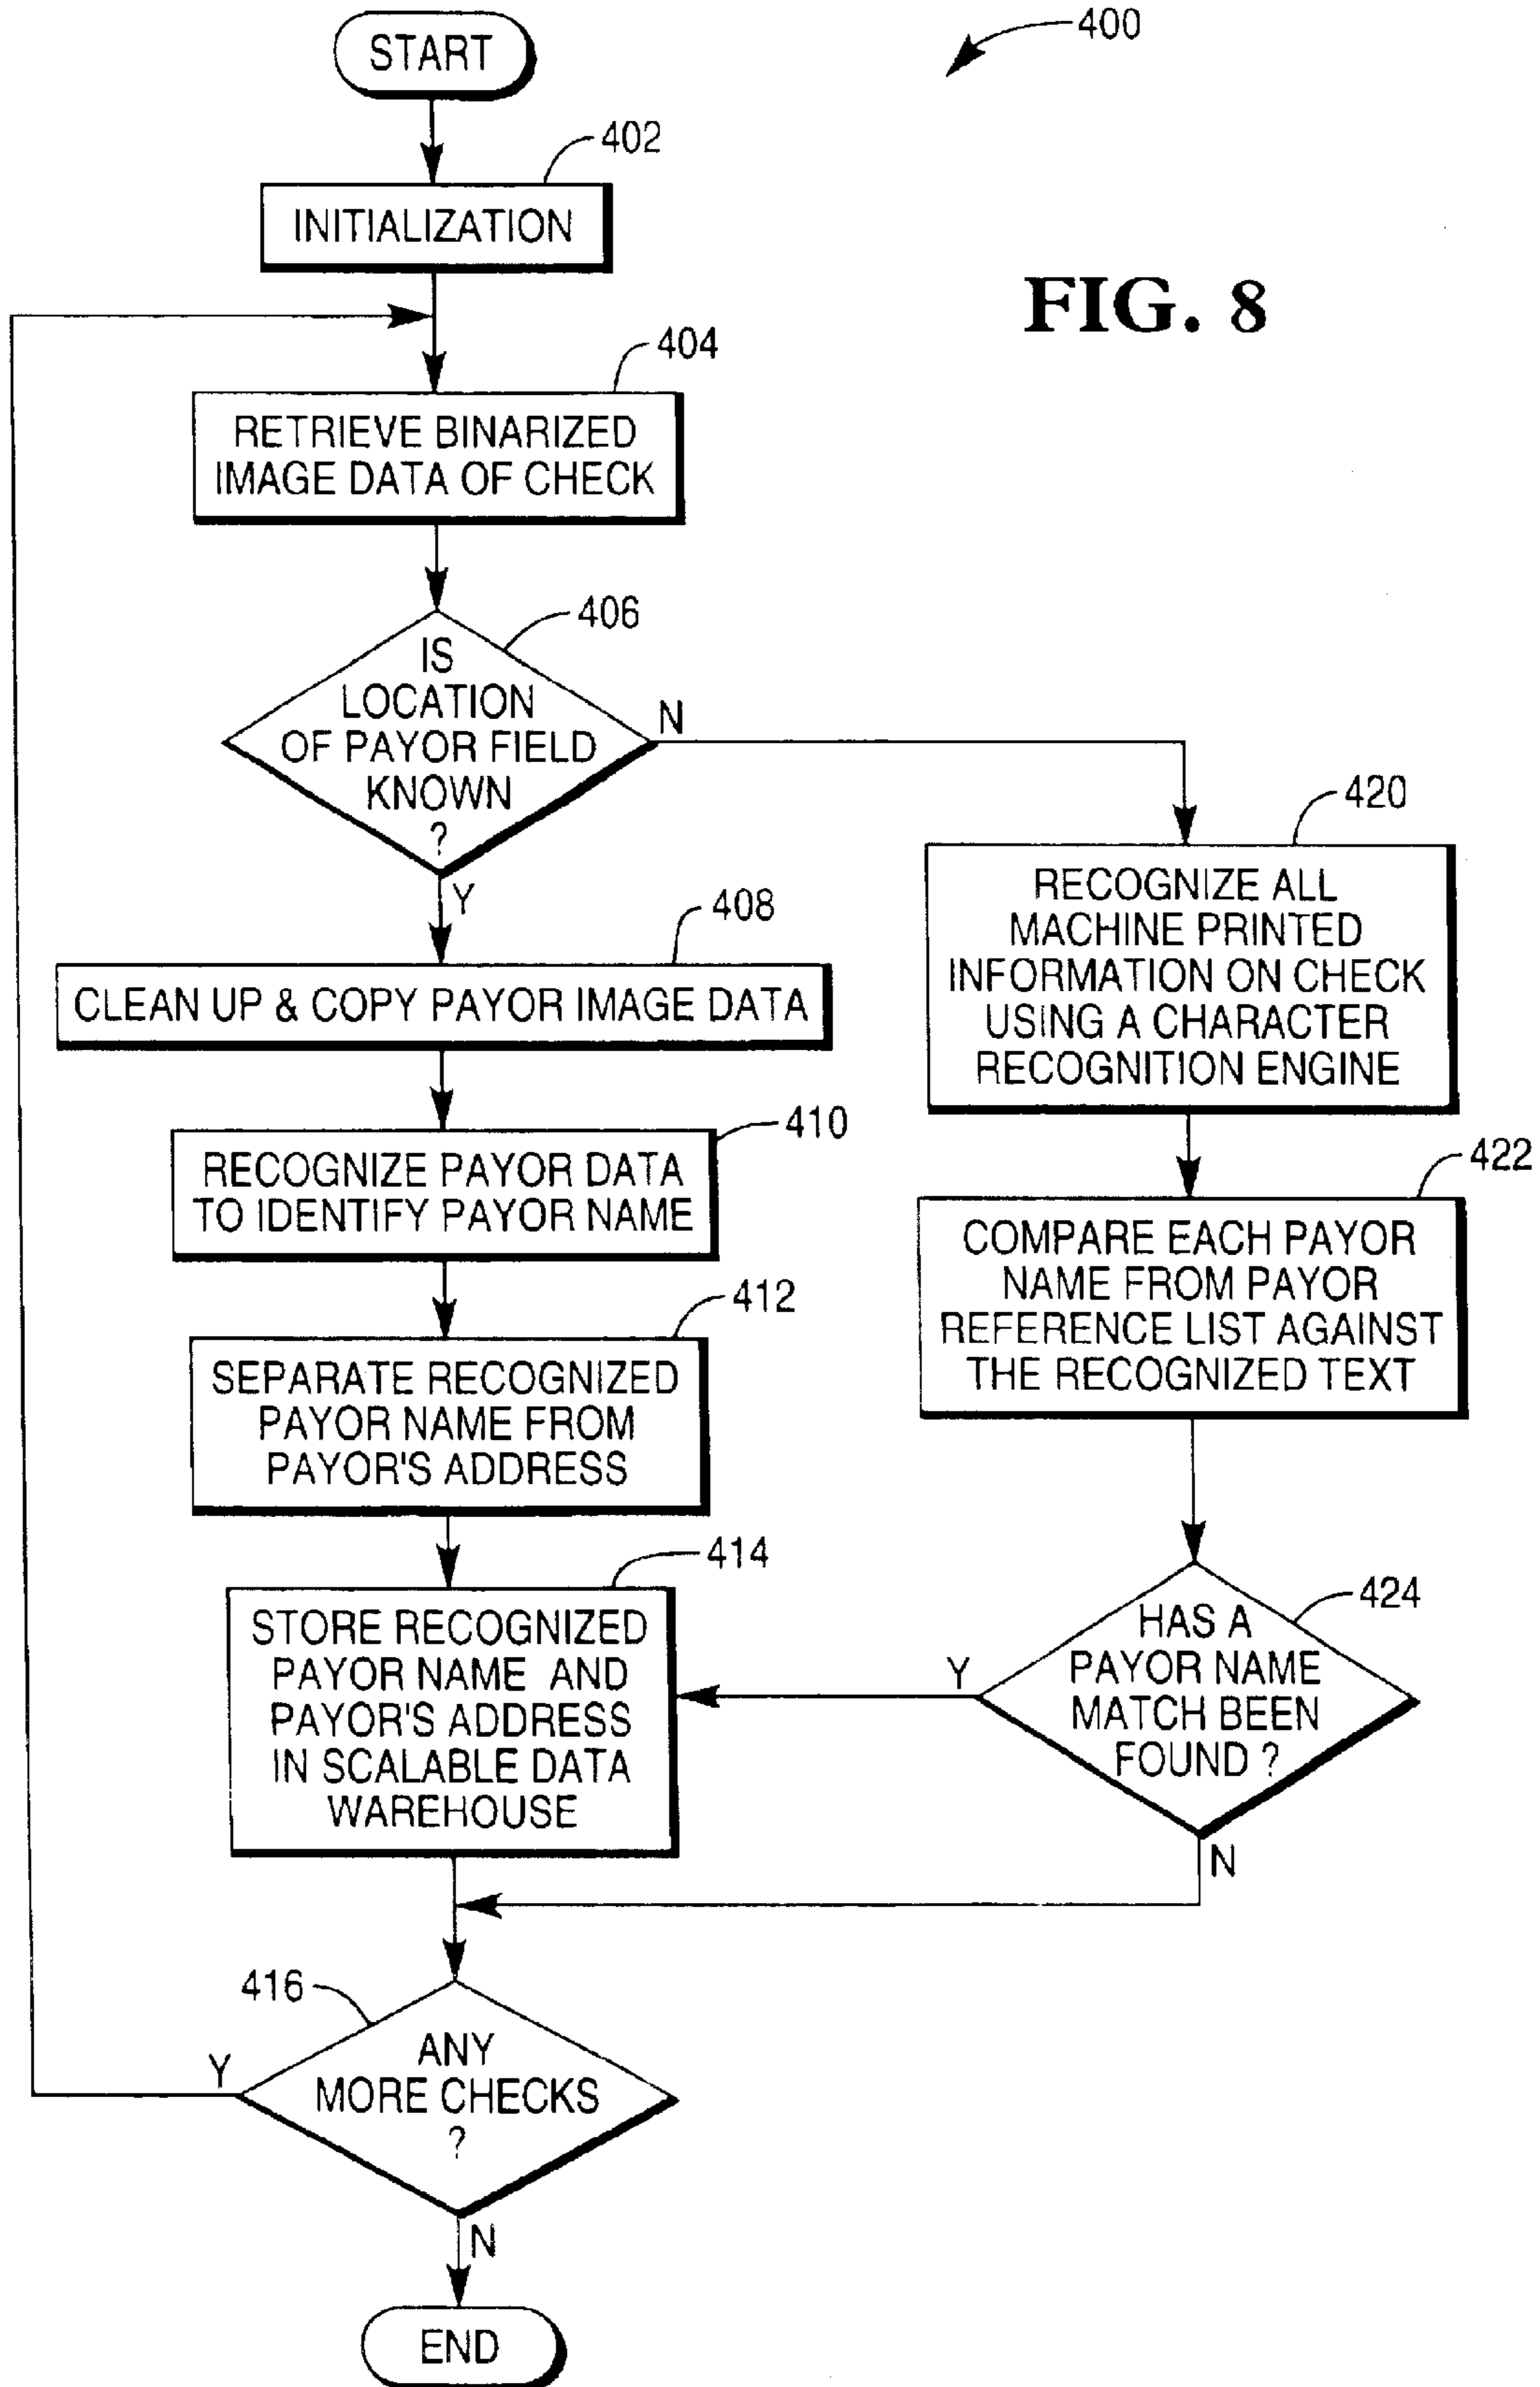 START
400
402
INITIALIZATION
FIG. 8
404
RETRIEVE BINARIZED
IMAGE DATA OF CHECK
406
IS
LOCATION
OF PAYOR FIELD
KNOWN
?
N
Y
408
CLEAN UP & COPY PAYOR IMAGE DATA
410
RECOGNIZE PAYOR DATA
TO IDENTIFY PAYOR NAME
412
SEPARATE RECOGNIZED
PAYOR NAME FROM
PAYOR'S ADDRESS
414
STORE RECOGNIZED
PAYOR NAME AND
PAYOR'S ADDRESS
IN SCALABLE DATA
WAREHOUSE
420
RECOGNIZE ALL
MACHINE PRINTED
INFORMATION ON CHECK
USING A CHARACTER
RECOGNITION ENGINE
422
COMPARE EACH PAYOR
NAME FROM PAYOR
REFERENCE LIST AGAINST
THE RECOGNIZED TEXT
424
HAS A
PAYOR NAME
MATCH BEEN
FOUND ?
Y
N
416
ANY
MORE CHECKS
?
Y
N
END